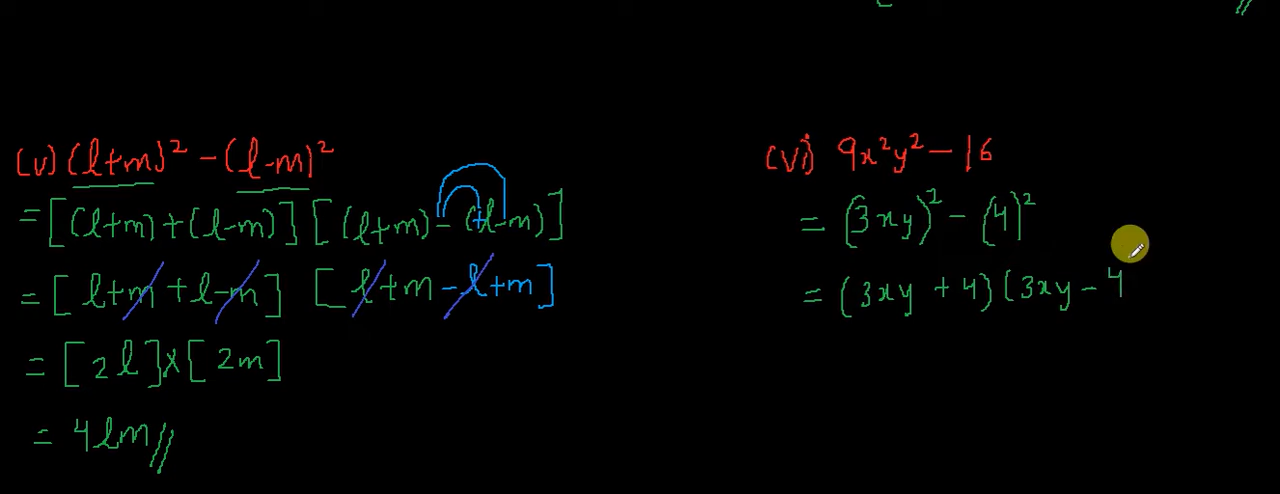 (v) (l+m)² - (l-m)²
= [(l+m) + (l-m)] [(l+m) - (+l-m)]
= [l+m + l-m] [l+m - l+m]
= [2l] × [2m]
= 4lm//
(vi) 9x²y² - 16
= (3xy)² - (4)²
= (3xy + 4) (3xy - 4